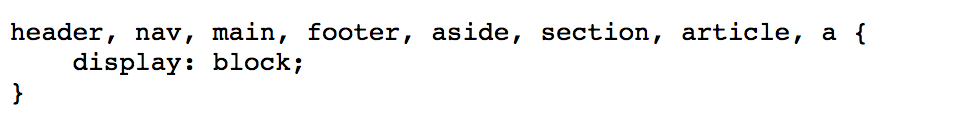 header, nav, main, footer, aside, section, article, a {
    display: block;
}